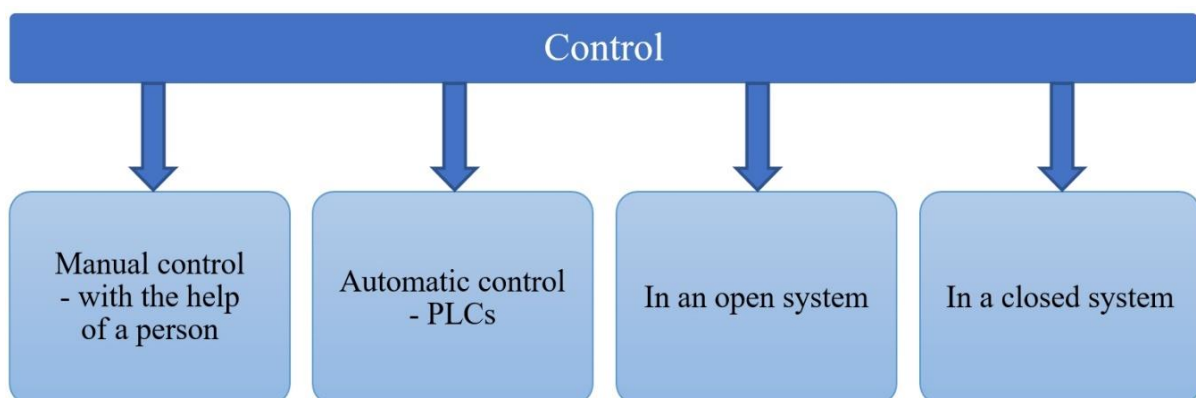 Control
Manual control
- with the help
of a person
Automatic control
- PLCs
In an open system
In a closed system